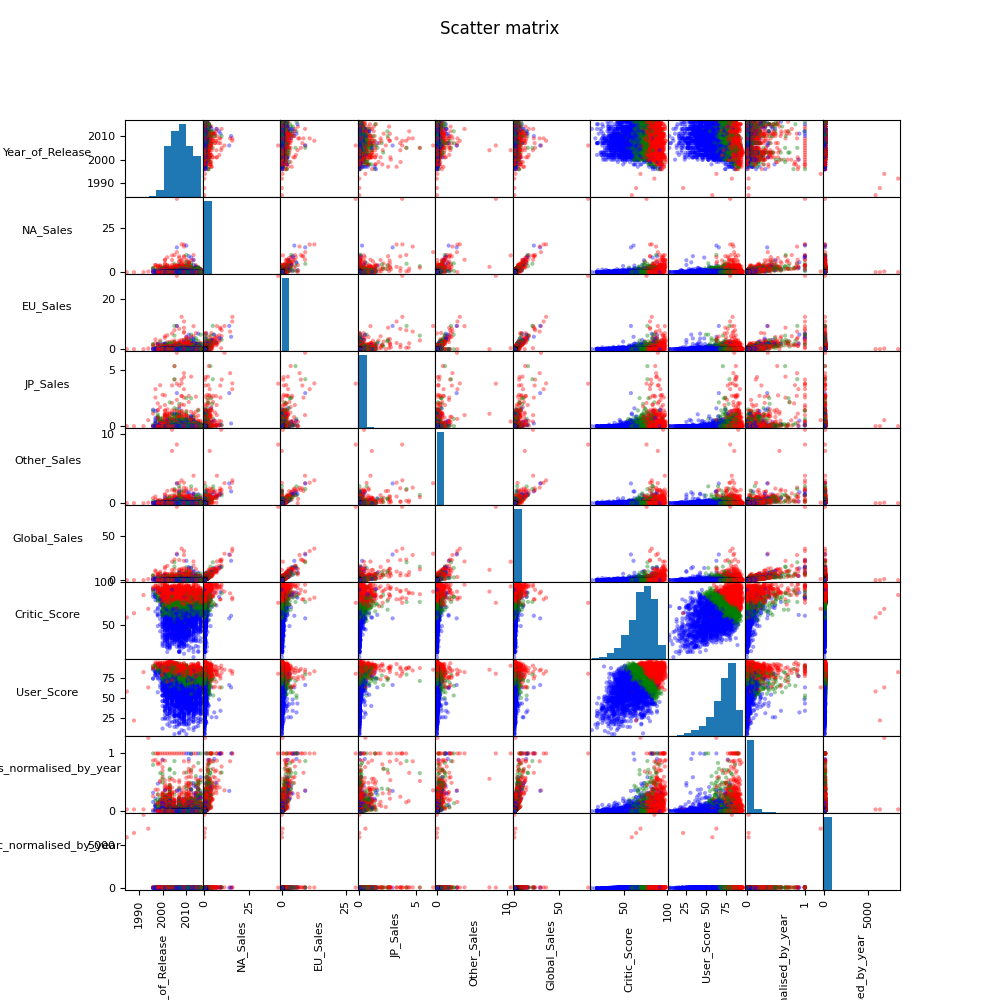 Scatter matrix
2010
2000
1990
Year_of_Release
25
0
NA_Sales
20
0
EU_Sales
5
0
JP_Sales
10
0
Other_Sales
50
0
Global_Sales
100
50
Critic_Score
75
50
25
User_Score
1
0
s_normalised_by_year
5000
0
c_normalised_by_year
1990 2000 2010 0 25 0 25 0 5 0 10 0 50 50 100 25 50 75 0 1 0 5000
_of_Release
NA_Sales
EU_Sales
JP_Sales
Other_Sales
Global_Sales
Critic_Score
User_Score
nalised_by_year
ed_by_year